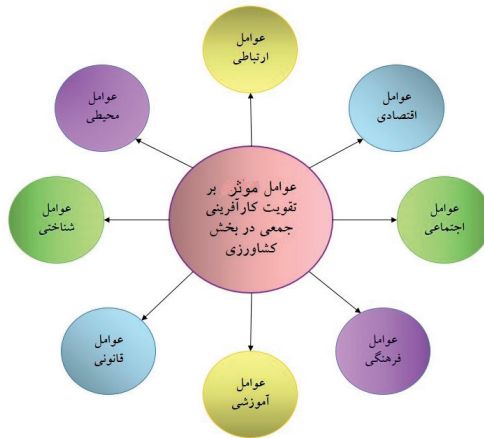 عوامل
ارتباطی
عوامل
محیطی
عوامل
اقتصادی
عوامل موثر بر
تقویت کارآفرینی
جمعی در بخش
کشاورزی
عوامل
شناختی
عوامل
اجتماعی
عوامل
قانونی
عوامل
فرهنگی
عوامل
آموزشی